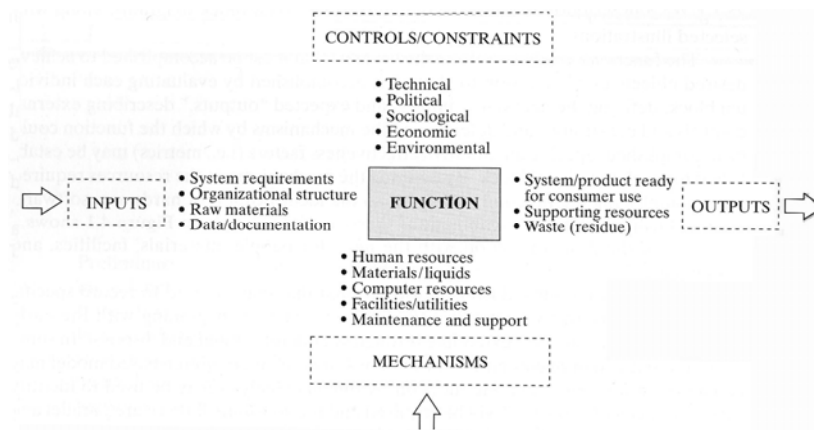 CONTROLS/CONSTRAINTS
• Technical
• Political
• Sociological
• Economic
• Environmental
INPUTS
• System requirements
• Organizational structure
• Raw materials
• Data/documentation
FUNCTION
• System/product ready
for consumer use
• Supporting resources
• Waste (residue)
OUTPUTS
• Human resources
• Materials/liquids
• Computer resources
• Facilities/utilities
• Maintenance and support
MECHANISMS